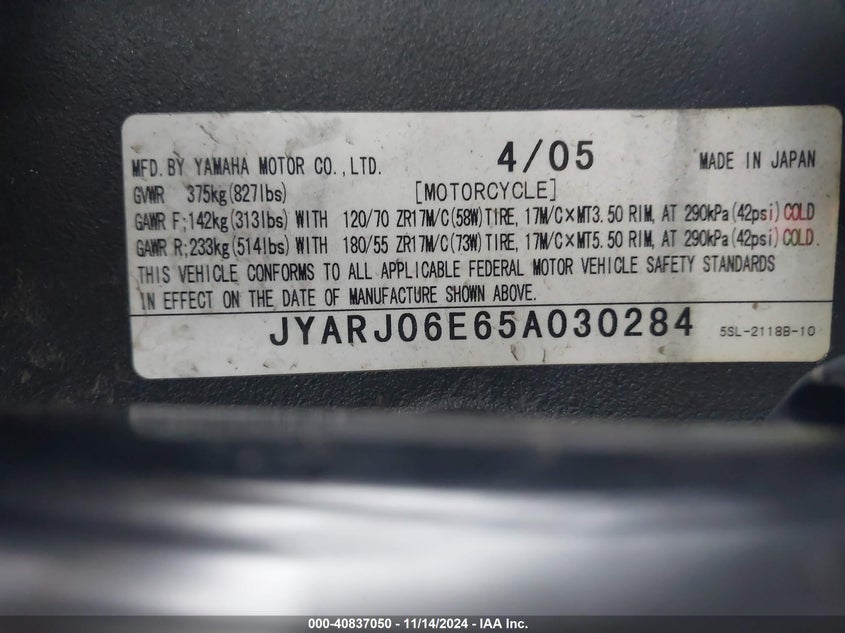 MFD. BY YAMAHA MOTOR CO., LTD. 4/05 MADE IN JAPAN
GVWR 375kg(827lbs) [MOTORCYCLE]
GAWR F;142kg(313lbs) WITH 120/70 ZR17M/C(58W)TIRE, 17M/C×MT3.50 RIM, AT 290kPa(42psi)COLD
GAWR R;233kg(514lbs) WITH 180/55 ZR17M/C(73W)TIRE, 17M/C×MT5.50 RIM, AT 290kPa(42psi)COLD.
THIS VEHICLE CONFORMS TO ALL APPLICABLE FEDERAL MOTOR VEHICLE SAFETY STANDARDS
IN EFFECT ON THE DATE OF MANUFACTURE SHOWN ABOVE.
JYARJ06E65A030284 5SL-2118B-10
000-40837050 - 11/14/2024 - IAA Inc.